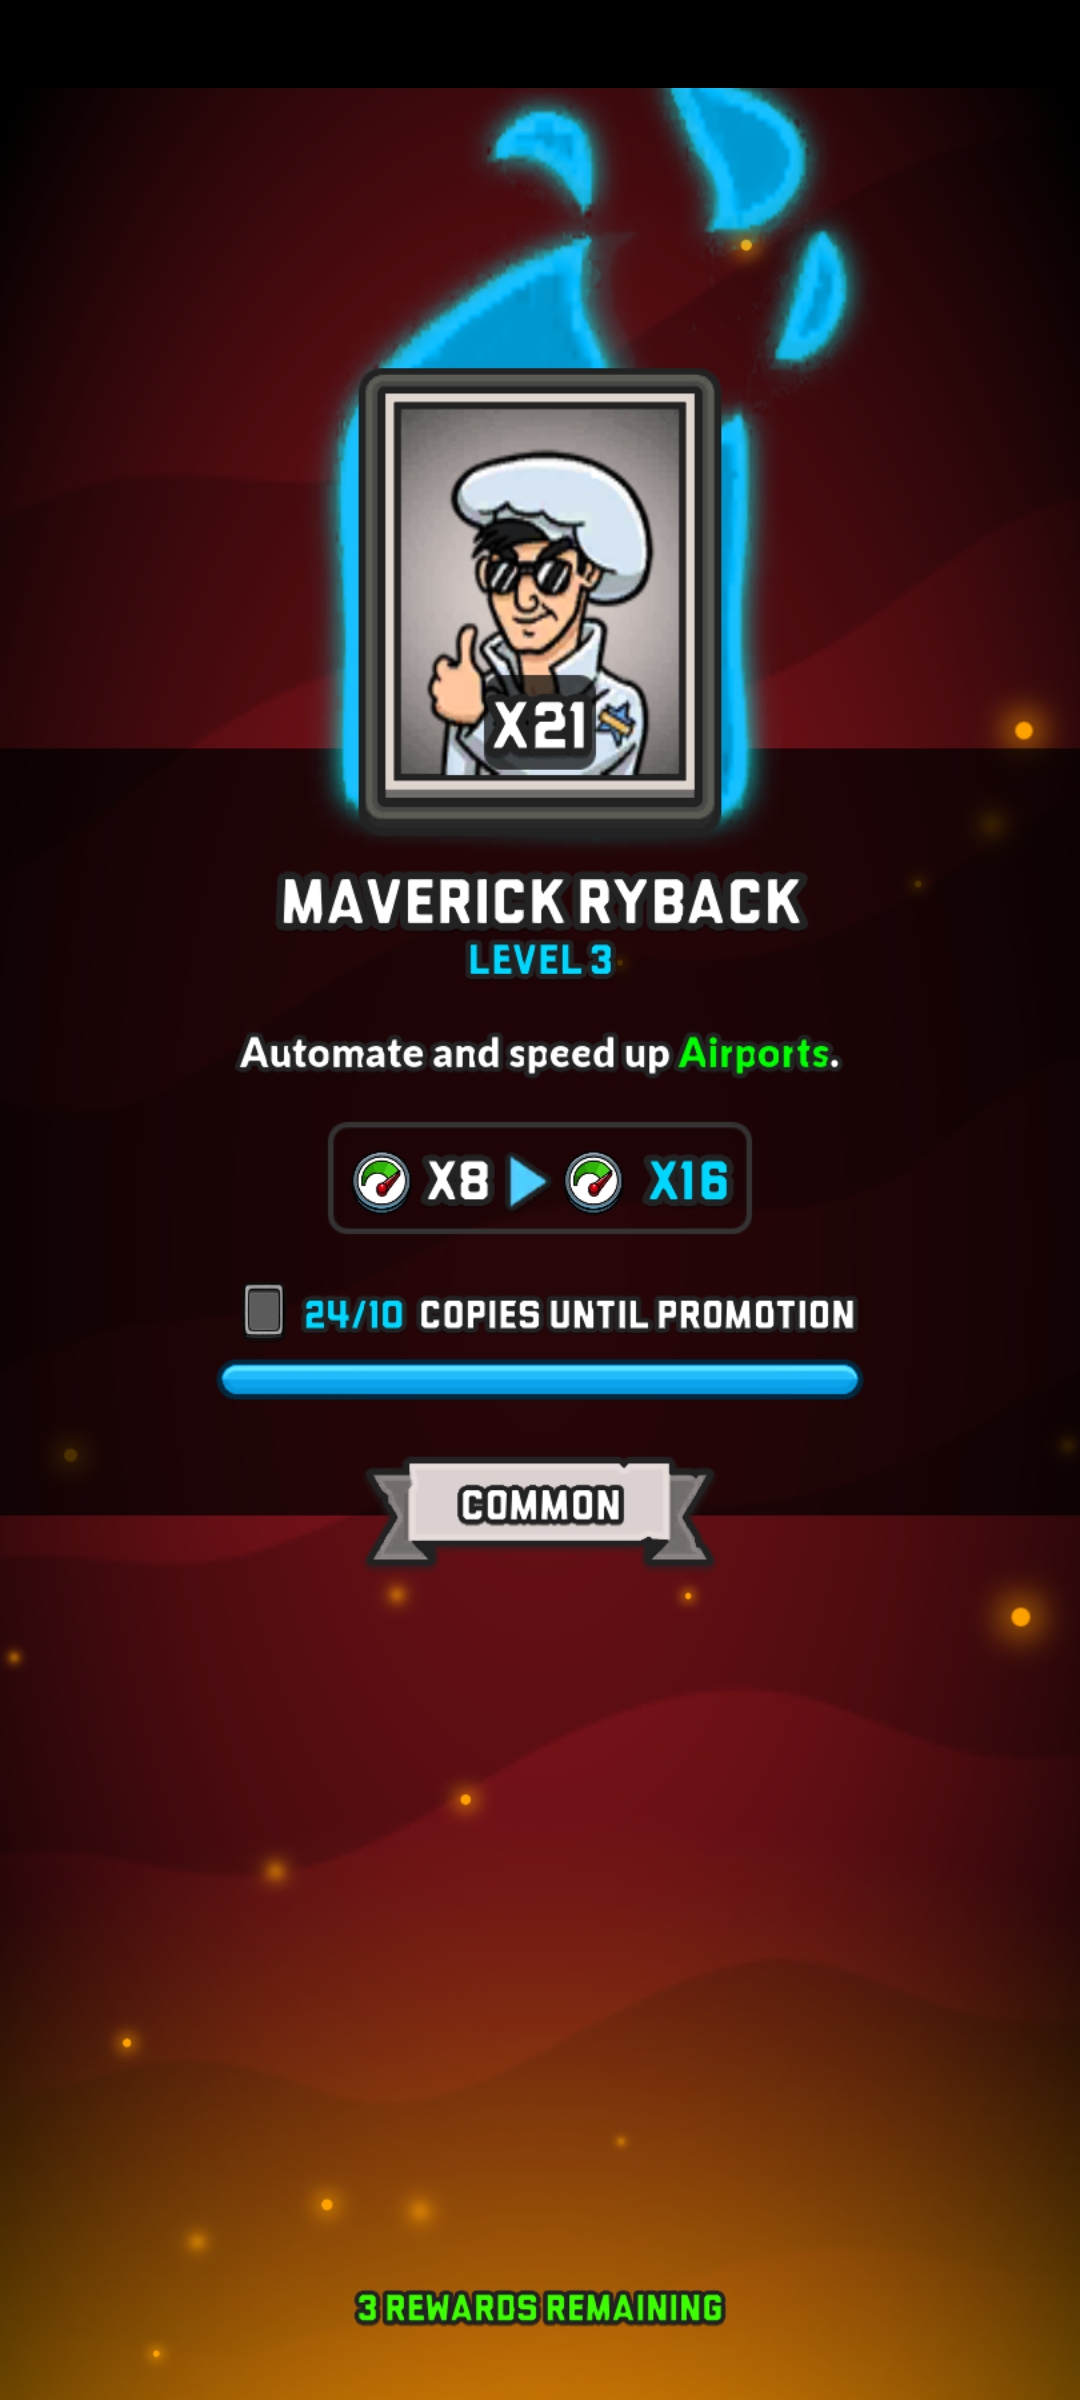 X21
MAVERICK RYBACK
LEVEL 3
Automate and speed up Airports.
X8 X16
24/10 COPIES UNTIL PROMOTION
COMMON
3 REWARDS REMAINING